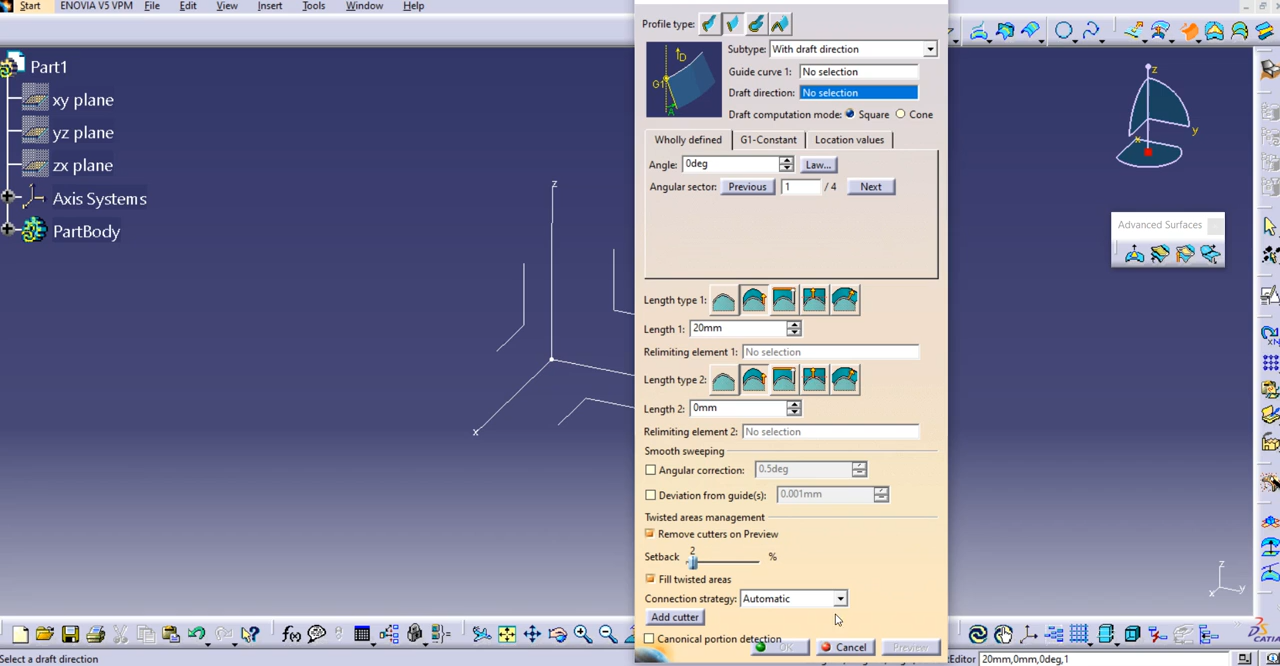 Start ENOVIA V5 VPM File Edit View Insert Tools Window Help
Profile type:
Part1
xy plane
yz plane
zx plane
Axis Systems
PartBody
z
x
D
G1
A
Subtype: With draft direction
Guide curve 1: No selection
Draft direction: No selection
Draft computation mode: Square Cone
Wholly defined G1-Constant Location values
Angle: 0deg Law...
Angular sector: Previous 1 / 4 Next
Length type 1:
Length 1: 20mm
Relimiting element 1: No selection
Length type 2:
Length 2: 0mm
Relimiting element 2: No selection
Smooth sweeping
Angular correction: 0.5deg
Deviation from guide(s): 0.001mm
Twisted areas management
Remove cutters on Preview
Setback 2 %
Fill twisted areas
Connection strategy: Automatic
Add cutter
Canonical portion detection
OK Cancel Preview
z
y
x
Advanced Surfaces
z
x y
f(x)
CATIA
Select a draft direction
Editor 20mm,0mm,0deg,1